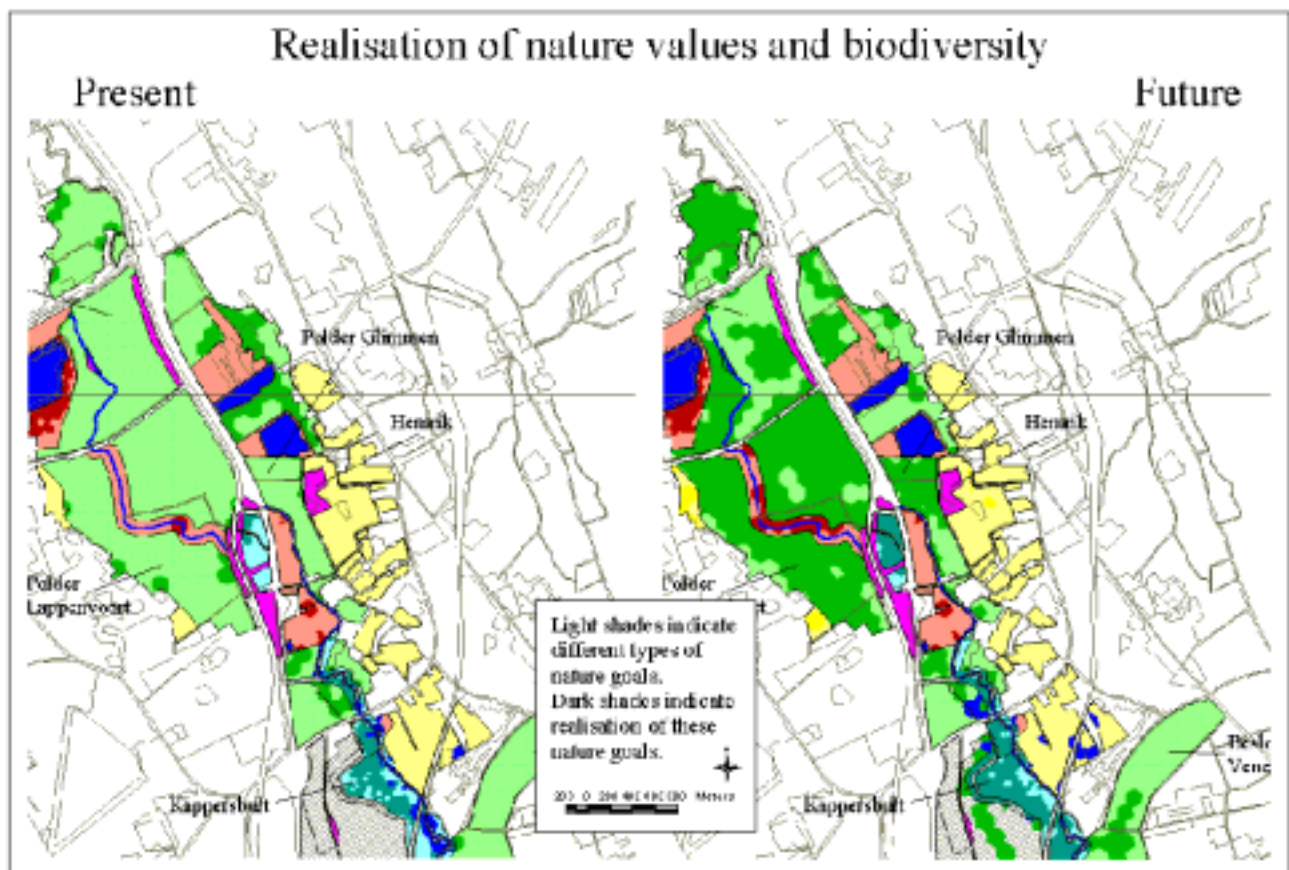 Realisation of nature values and biodiversity
Present
Future
Polder Glimmen
Henrik
Polder
Lappenvoort
Kappersbult
Polder Glimmen
Henrik
Polder
Kappersbult
Light shades indicate
different types of
nature goals.
Dark shades indicate
realisation of these
nature goals.
Meters